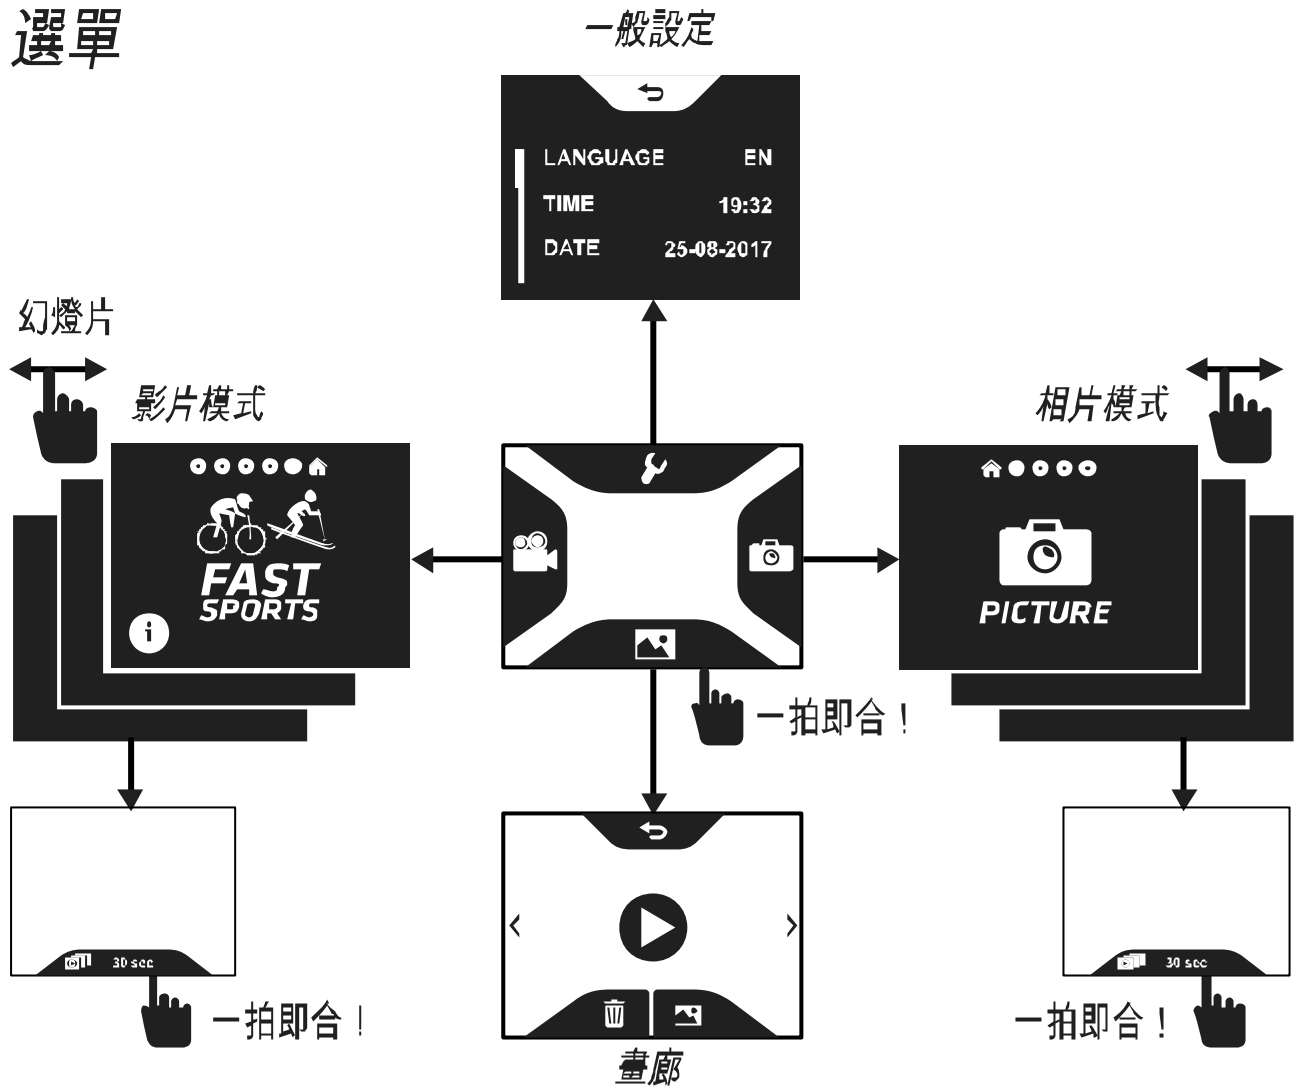 選單
一般設定
LANGUAGE EN
TIME 19:32
DATE 25-08-2017
幻燈片
影片模式
相片模式
FAST
SPORTS
i
PICTURE
一拍即合！
30 sec
30 sec
一拍即合！
一拍即合！
畫廊